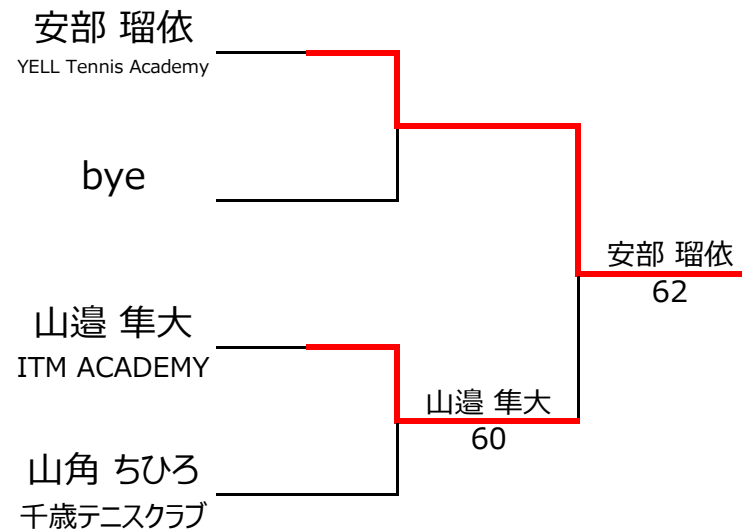 安部 瑠依
YELL Tennis Academy
bye
安部 瑠依
62
山邉 隼大
ITM ACADEMY
山邉 隼大
60
山角 ちひろ
千歳テニスクラブ